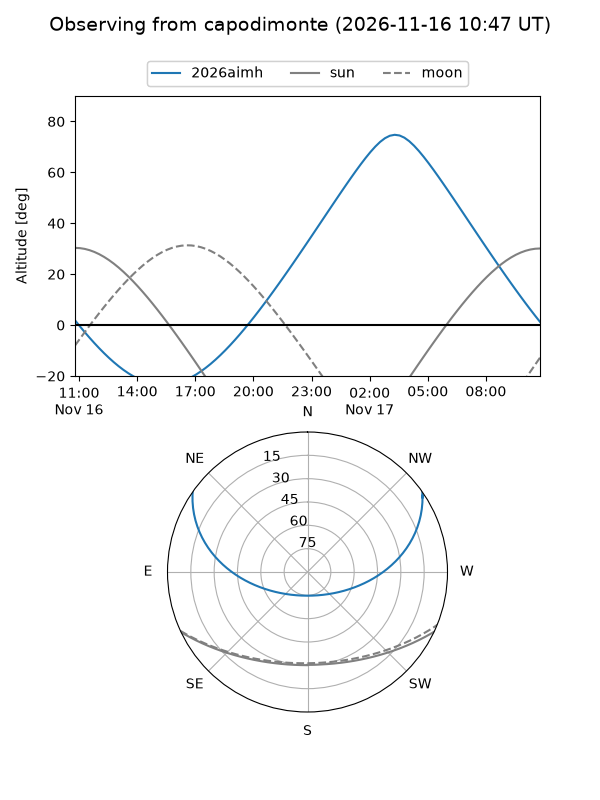 Observing from capodimonte (2026-11-16 10:47 UT)
2026aimh sun moon
Altitude [deg]
80
60
40
20
0
−20
11:00 14:00 17:00 20:00 23:00 02:00 05:00 08:00
Nov 16 Nov 17
N
NE NW
15
30
45
60
75
E W
SE SW
S